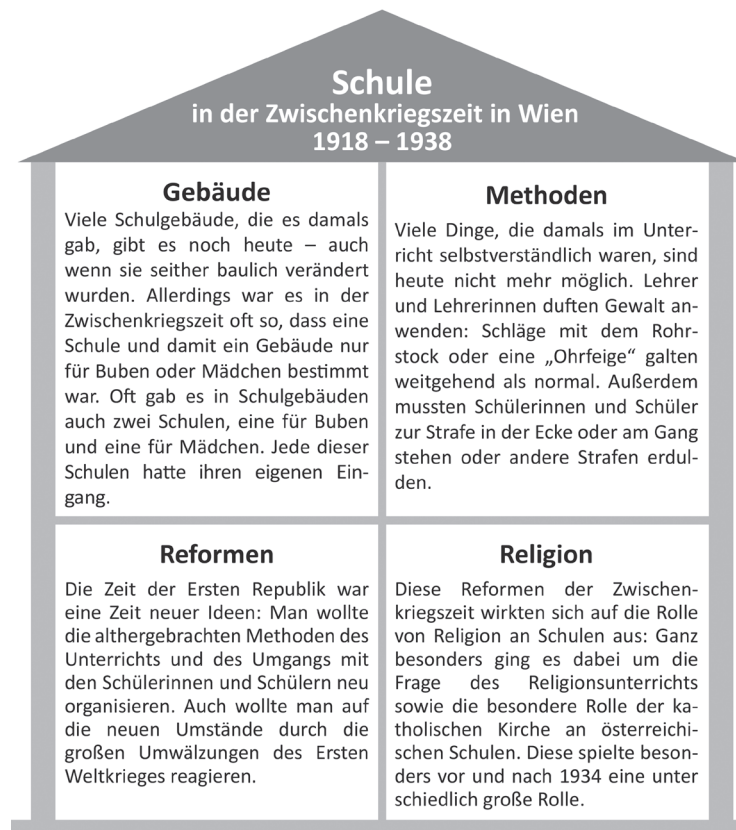 Schule
in der Zwischenkriegszeit in Wien
1918 – 1938
Gebäude
Viele Schulgebäude, die es damals
gab, gibt es noch heute – auch
wenn sie seither baulich verändert
wurden. Allerdings war es in der
Zwischenkriegszeit oft so, dass eine
Schule und damit ein Gebäude nur
für Buben oder Mädchen bestimmt
war. Oft gab es in Schulgebäuden
auch zwei Schulen, eine für Buben
und eine für Mädchen. Jede dieser
Schulen hatte ihren eigenen Ein-
gang.
Methoden
Viele Dinge, die damals im Unter-
richt selbstverständlich waren, sind
heute nicht mehr möglich. Lehrer
und Lehrerinnen duften Gewalt an-
wenden: Schläge mit dem Rohr-
stock oder eine „Ohrfeige“ galten
weitgehend als normal. Außerdem
mussten Schülerinnen und Schüler
zur Strafe in der Ecke oder am Gang
stehen oder andere Strafen erdul-
den.
Reformen
Die Zeit der Ersten Republik war
eine Zeit neuer Ideen: Man wollte
die althergebrachten Methoden des
Unterrichts und des Umgangs mit
den Schülerinnen und Schülern neu
organisieren. Auch wollte man auf
die neuen Umstände durch die
großen Umwälzungen des Ersten
Weltkrieges reagieren.
Religion
Diese Reformen der Zwischen-
kriegszeit wirkten sich auf die Rolle
von Religion an Schulen aus: Ganz
besonders ging es dabei um die
Frage des Religionsunterrichts
sowie die besondere Rolle der ka-
tholischen Kirche an österreichi-
schen Schulen. Diese spielte beson-
ders vor und nach 1934 eine unter
schiedlich große Rolle.